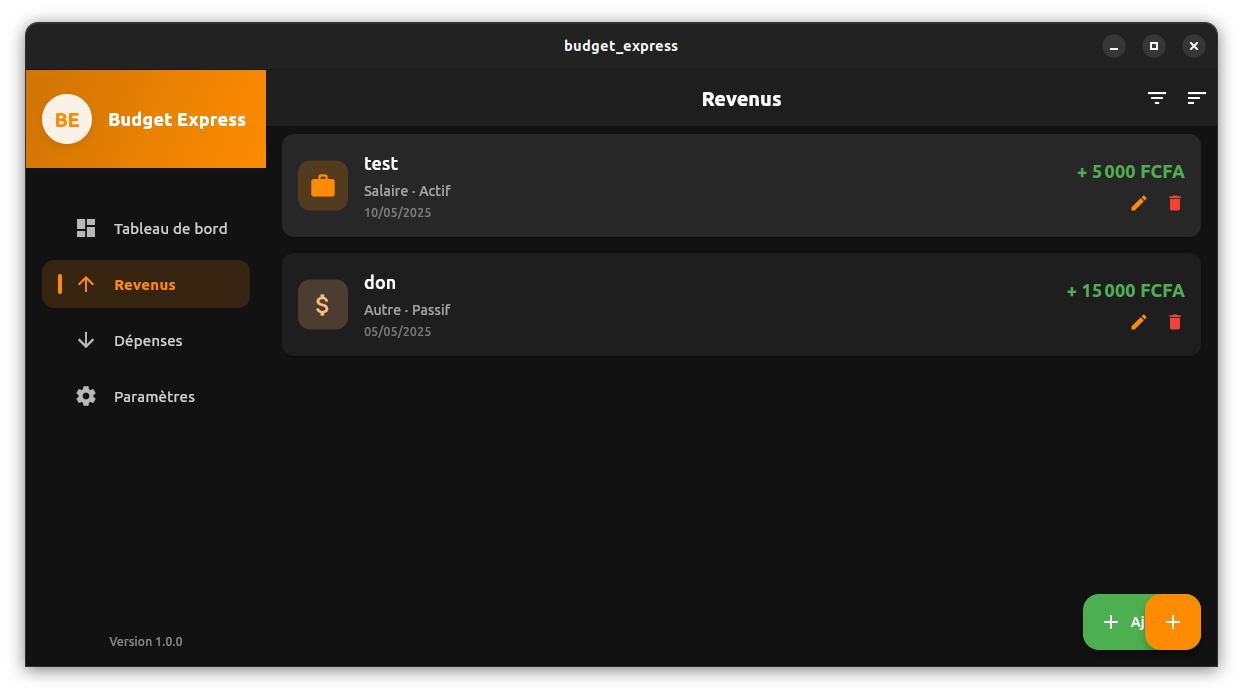 budget_express
BE
Budget Express
Revenus
Tableau de bord
Revenus
Dépenses
Paramètres
Version 1.0.0
test
Salaire · Actif
10/05/2025
+ 5 000 FCFA
don
Autre · Passif
05/05/2025
+ 15 000 FCFA
+ Aj
+